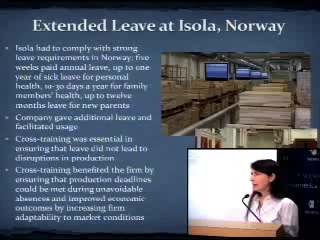 Extended Leave at Isola, Norway
Isola had to comply with strong
leave requirements in Norway: five
weeks paid annual leave, up to one
year of sick leave for personal
health, 10-30 days a year for family
members' health, up to twelve
months leave for new parents
Company gave additional leave and
facilitated usage
Cross-training was essential in
ensuring that leave did not lead to
disruptions in production
Cross-training benefited the firm by
ensuring that production deadlines
could be met during unavoidable
absences and improved economic
outcomes by increasing firm
adaptability to market conditions